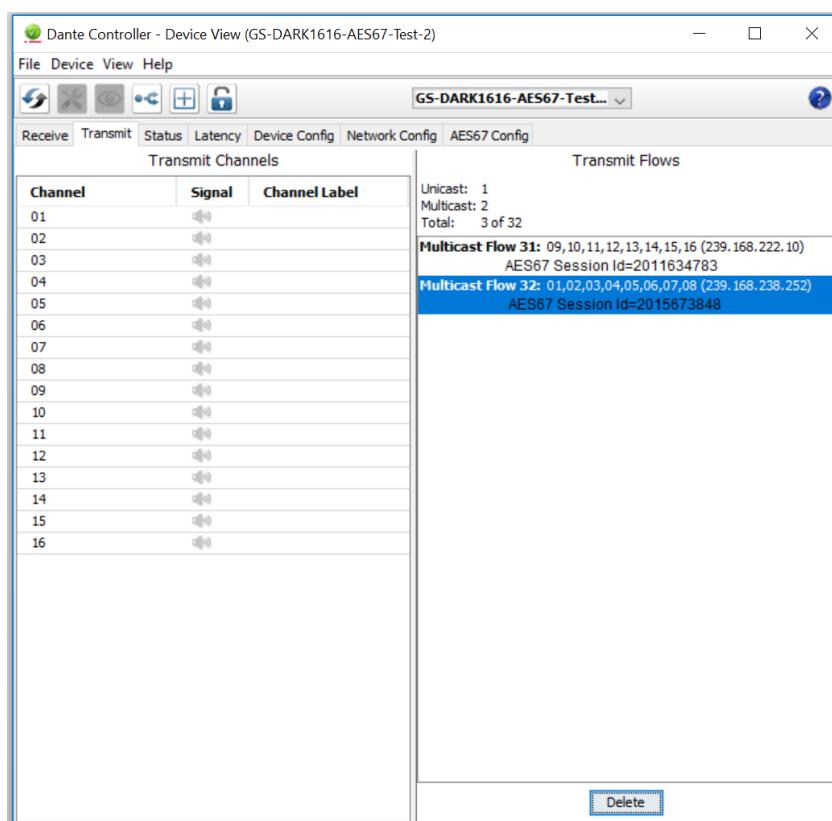 Dante Controller - Device View (GS-DARK1616-AES67-Test-2)
File Device View Help
GS-DARK1616-AES67-Test...
Receive Transmit Status Latency Device Config Network Config AES67 Config
Transmit Channels
Channel Signal Channel Label
01
02
03
04
05
06
07
08
09
10
11
12
13
14
15
16
Transmit Flows
Unicast: 1
Multicast: 2
Total: 3 of 32
Multicast Flow 31: 09,10,11,12,13,14,15,16 (239.168.222.10)
AES67 Session Id=2011634783
Multicast Flow 32: 01,02,03,04,05,06,07,08 (239.168.238.252)
AES67 Session Id=2015673848
Delete